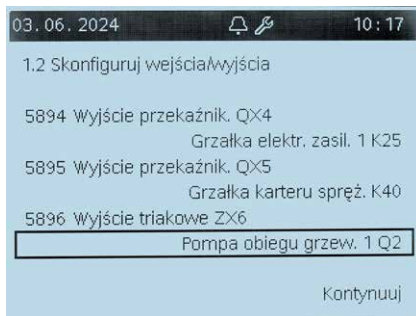 03.06.2024 10:17
1.2 Skonfiguruj wejścia/wyjścia
5894 Wyjście przekaźnik. QX4
Grzałka elektr. zasil. 1 K25
5895 Wyjście przekaźnik. QX5
Grzałka karteru spręż. K40
5896 Wyjście triakowe ZX6
Pompa obiegu grzew. 1 Q2
Kontynuuj